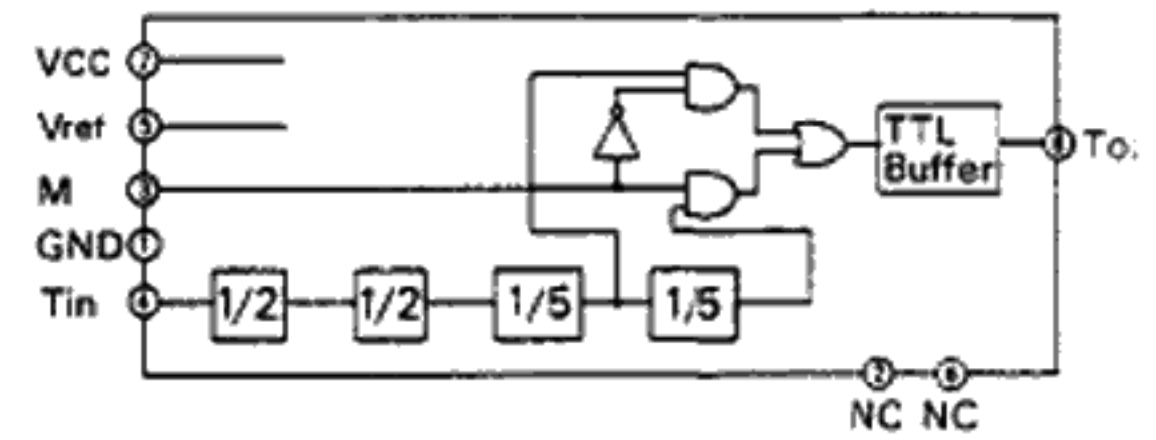 VCC 7
Vref 5
M 3
GND 1
Tin 4
1/2
1/2
1/5
1/5
TTL
Buffer
8
2 6
NC NC